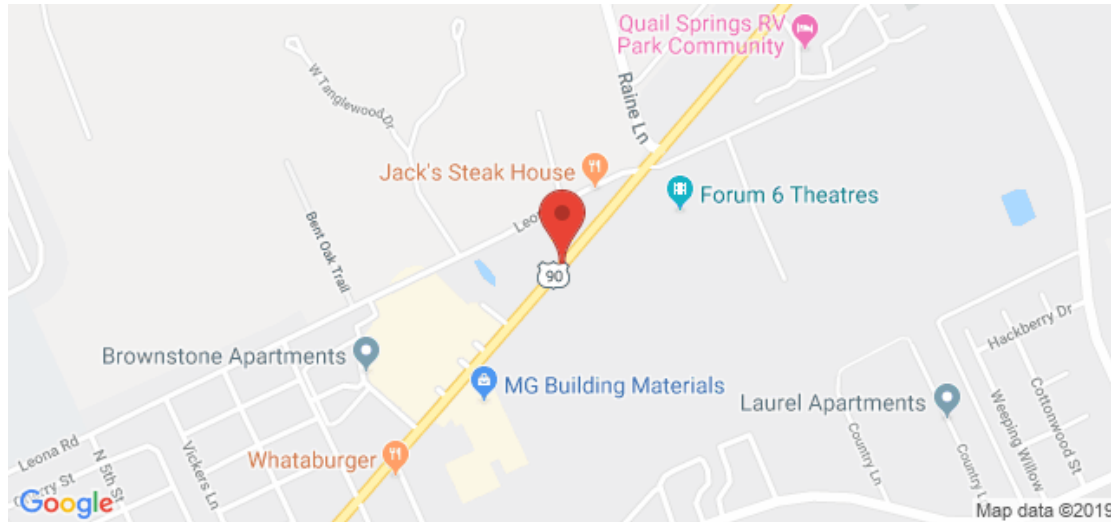 Quail Springs RV
Park Community
W Tanglewood Dr
Raine Ln
Jack's Steak House
Forum 6 Theatres
Bent Oak Trail
90
Hackberry Dr
Brownstone Apartments
MG Building Materials
Laurel Apartments
Cottonwood St
Weeping Willow
Leona Rd
N 5th St
Vickers Ln
Whataburger
Country Ln
Country L
St
Google
Map data ©2019